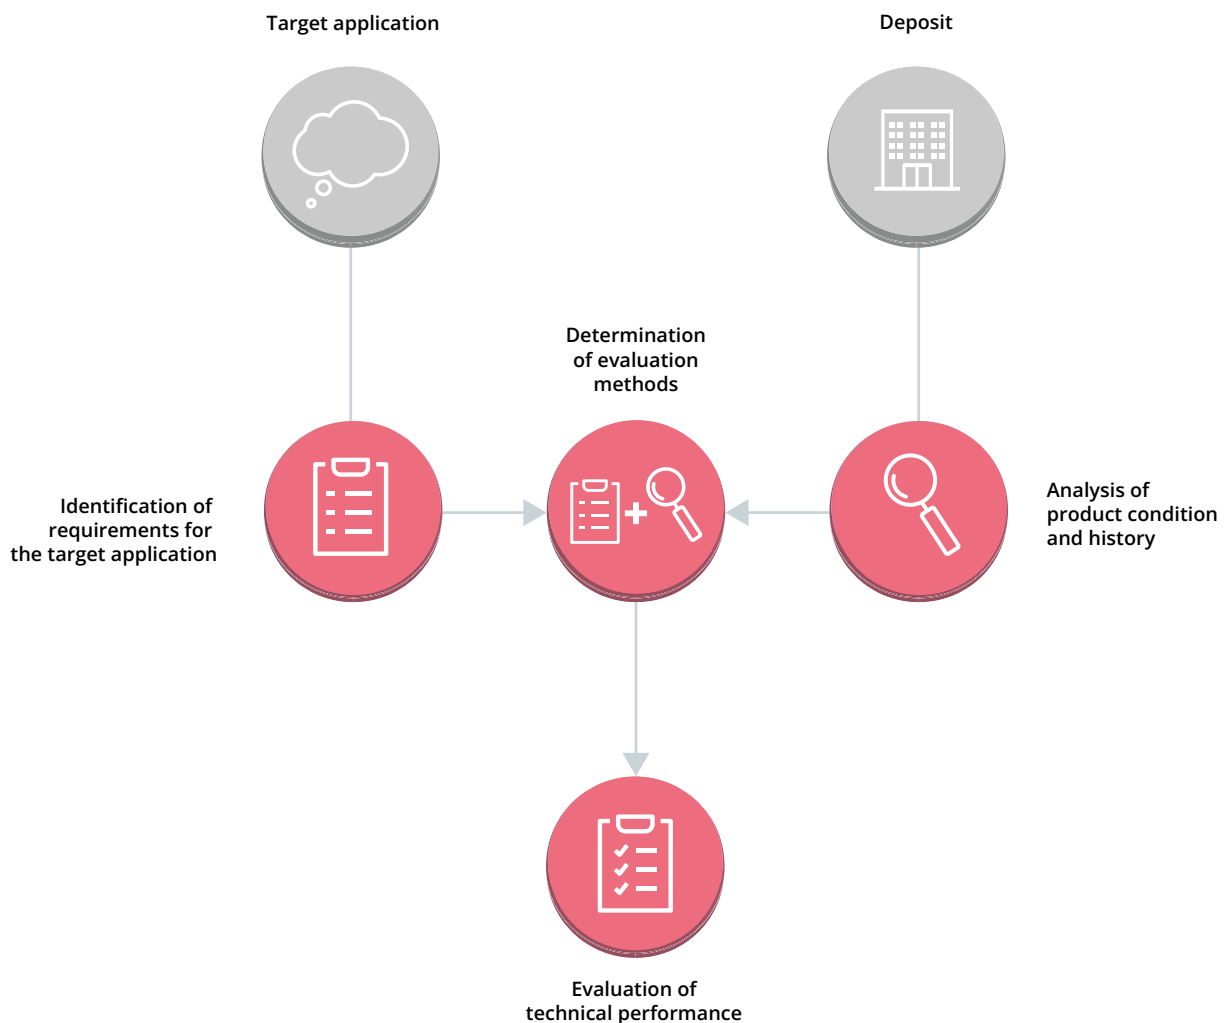 Target application
Deposit
Determination
of evaluation
methods
Identification of
requirements for
the target application
Analysis of
product condition
and history
Evaluation of
technical performance